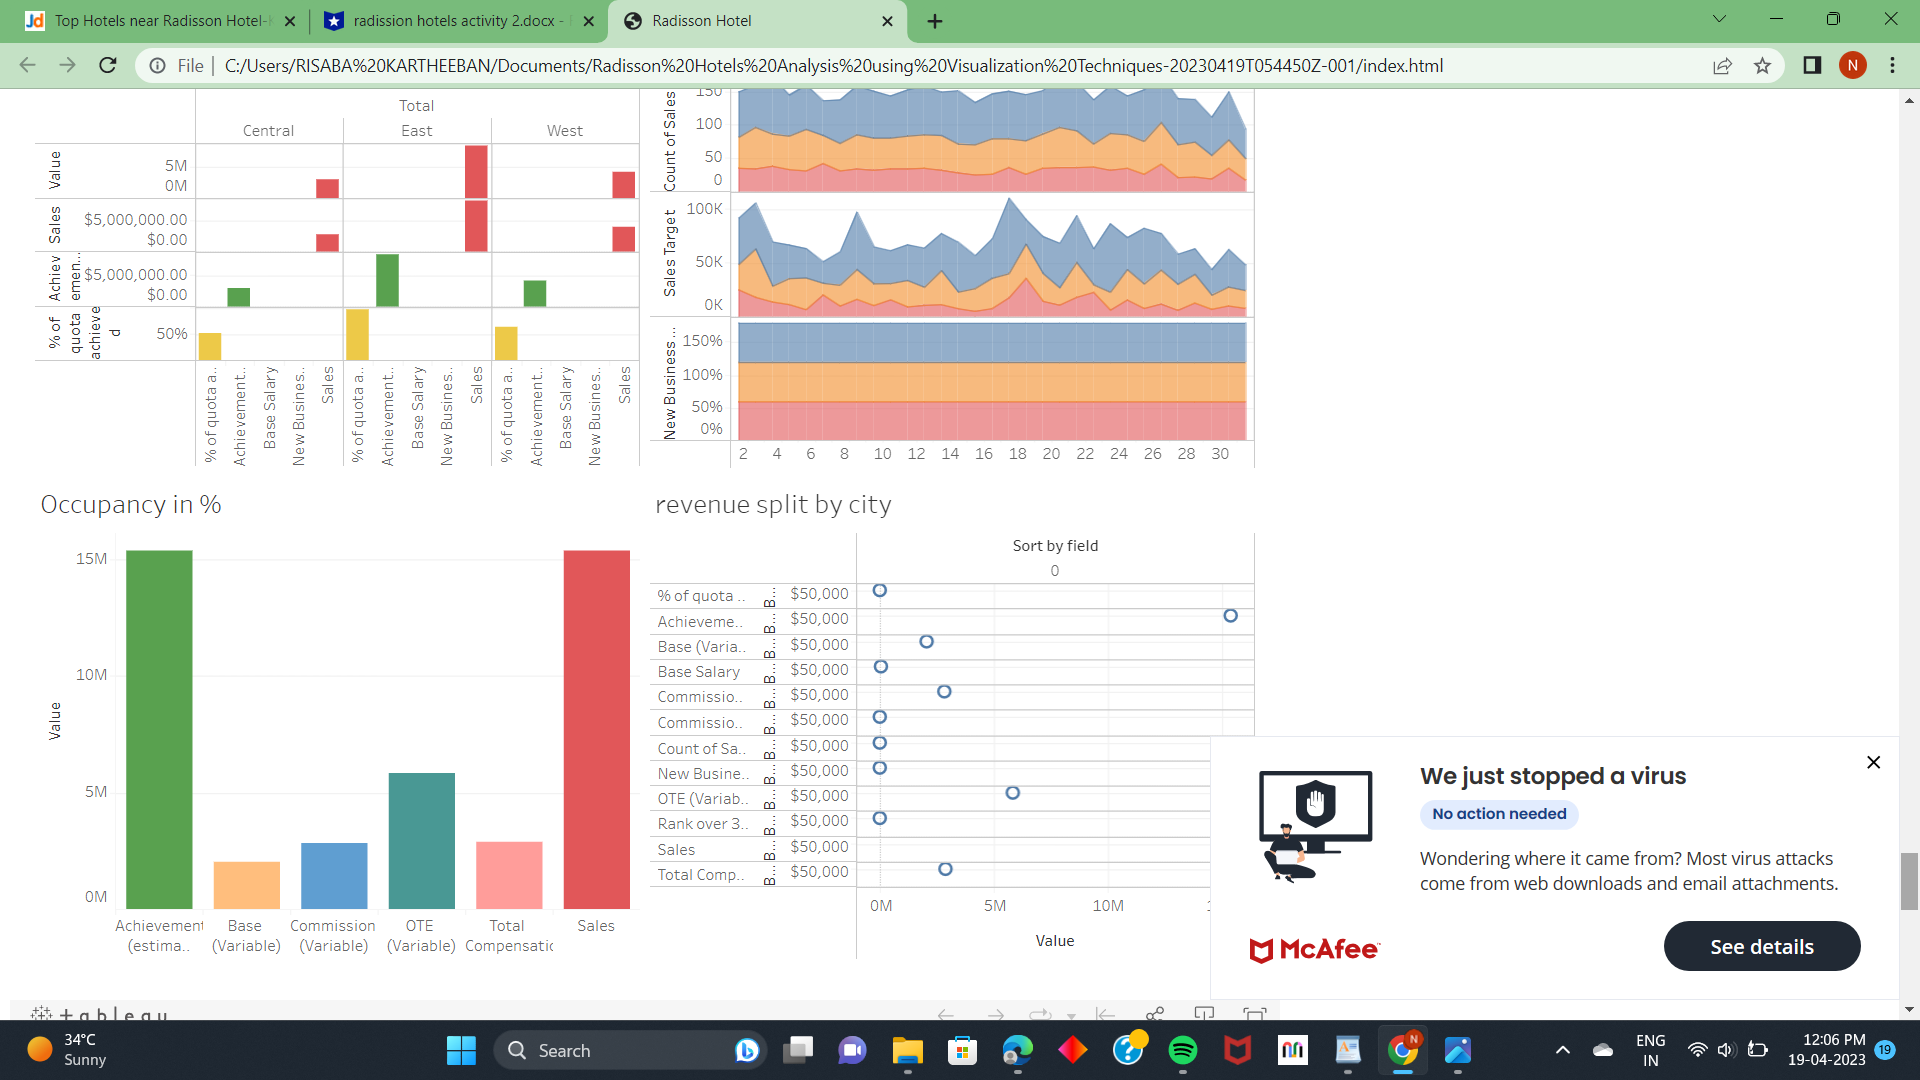 Top Hotels near Radisson Hotel-
radission hotels activity 2.docx -
Radisson Hotel
File
C:/Users/RISABA%20KARTHEEBAN/Documents/Radisson%20Hotels%20Analysis%20using%20Visualization%20Techniques-20230419T054450Z-001/index.html
N
Total
Central East West
Value
5M
0M
Sales
$5,000,000.00
$0.00
Achiev
emen..
$5,000,000.00
$0.00
% of
quota
achieve
d
50%
% of quota a..
Achievement..
Base Salary
New Business..
Sales
% of quota a..
Achievement..
Base Salary
New Business..
Sales
% of quota a..
Achievement..
Base Salary
New Business..
Sales
Count of Sales
150
100
50
0
Sales Target
100K
50K
0K
New Business ...
150%
100%
50%
0%
2 4 6 8 10 12 14 16 18 20 22 24 26 28 30
Occupancy in %
Value
15M
10M
5M
0M
Achievement
(estima..
Base
(Variable)
Commission
(Variable)
OTE
(Variable)
Total
Compensatic
Sales
revenue split by city
Sort by field
0
% of quota .. B... $50,000
Achieveme.. B... $50,000
Base (Varia.. B... $50,000
Base Salary B... $50,000
Commissio.. B... $50,000
Commissio.. B... $50,000
Count of Sa.. B... $50,000
New Busine.. B... $50,000
OTE (Variab.. B... $50,000
Rank over 3.. B... $50,000
Sales B... $50,000
Total Comp.. B... $50,000
0M 5M 10M
Value
We just stopped a virus
No action needed
Wondering where it came from? Most virus attacks
come from web downloads and email attachments.
McAfee
See details
tableau
34°C
Sunny
Search
ENG
IN
12:06 PM
19-04-2023
19